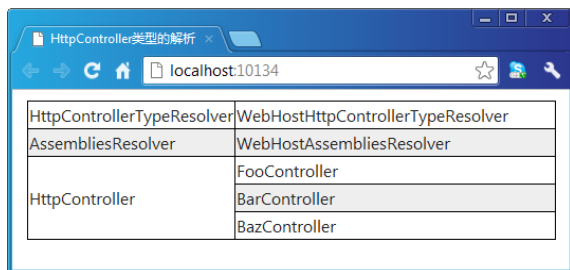 HttpController类型的解析
localhost:10134
HttpControllerTypeResolver WebHostHttpControllerTypeResolver
AssembliesResolver WebHostAssembliesResolver
HttpController
FooController
BarController
BazController